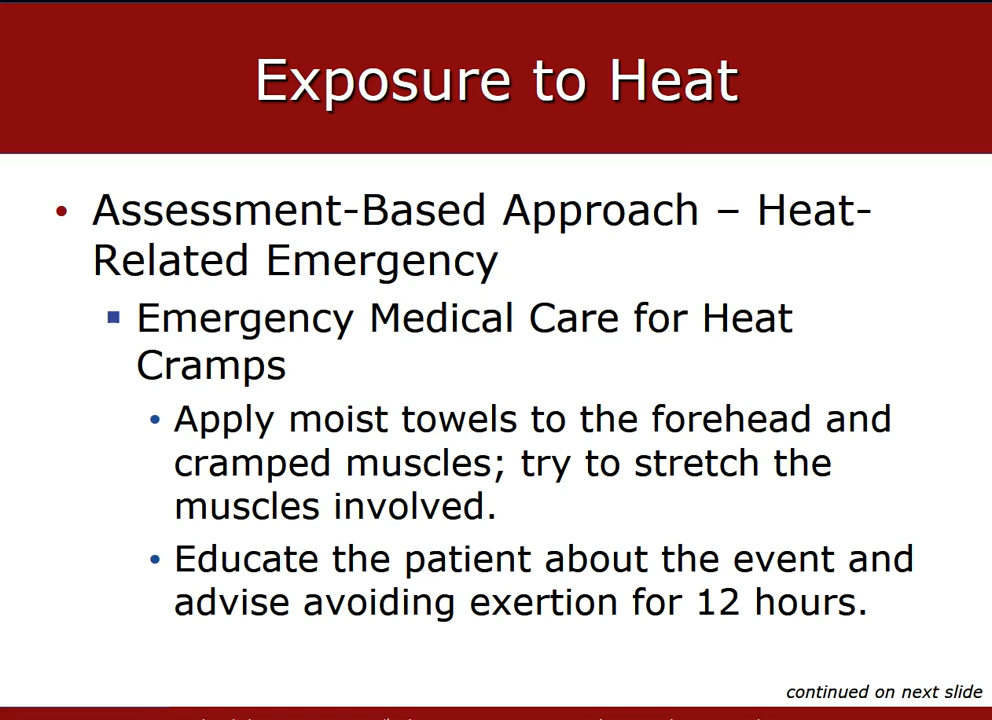 Exposure to Heat
• Assessment-Based Approach – Heat-
Related Emergency
▪ Emergency Medical Care for Heat
Cramps
• Apply moist towels to the forehead and
cramped muscles; try to stretch the
muscles involved.
• Educate the patient about the event and
advise avoiding exertion for 12 hours.
continued on next slide